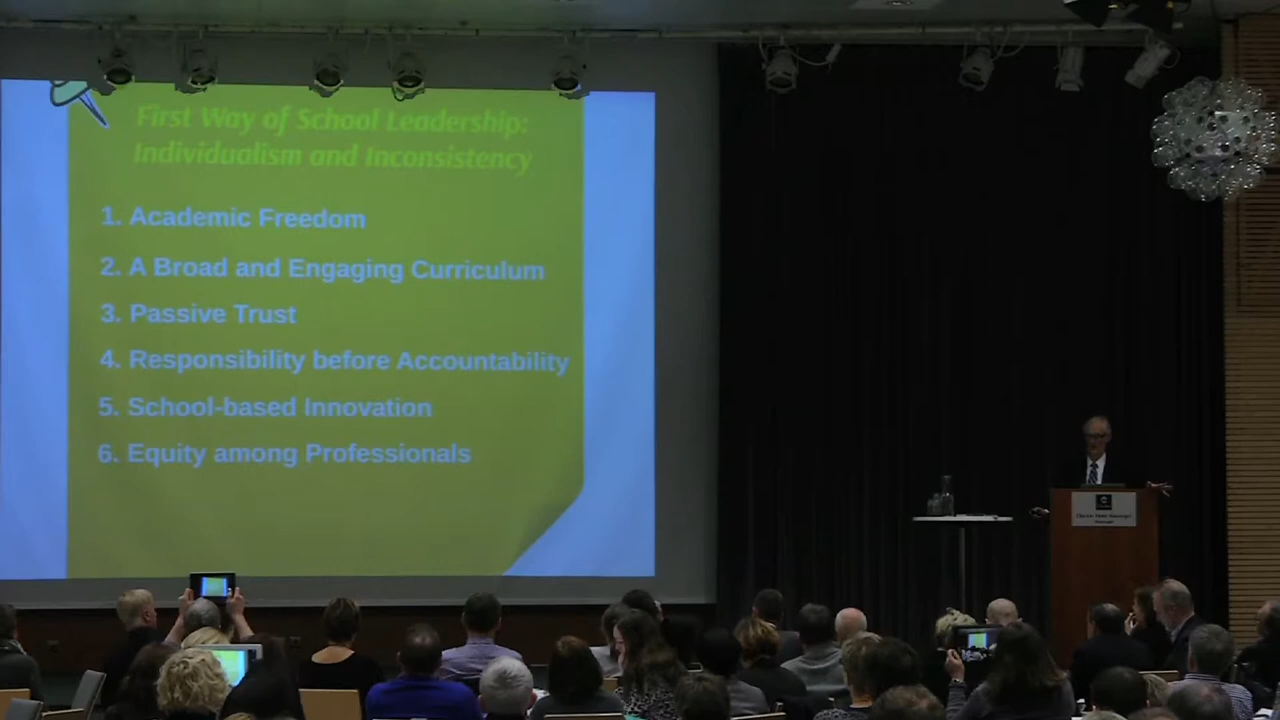 First Way of School Leadership:
Individualism and Inconsistency
1. Academic Freedom
2. A Broad and Engaging Curriculum
3. Passive Trust
4. Responsibility before Accountability
5. School-based Innovation
6. Equity among Professionals